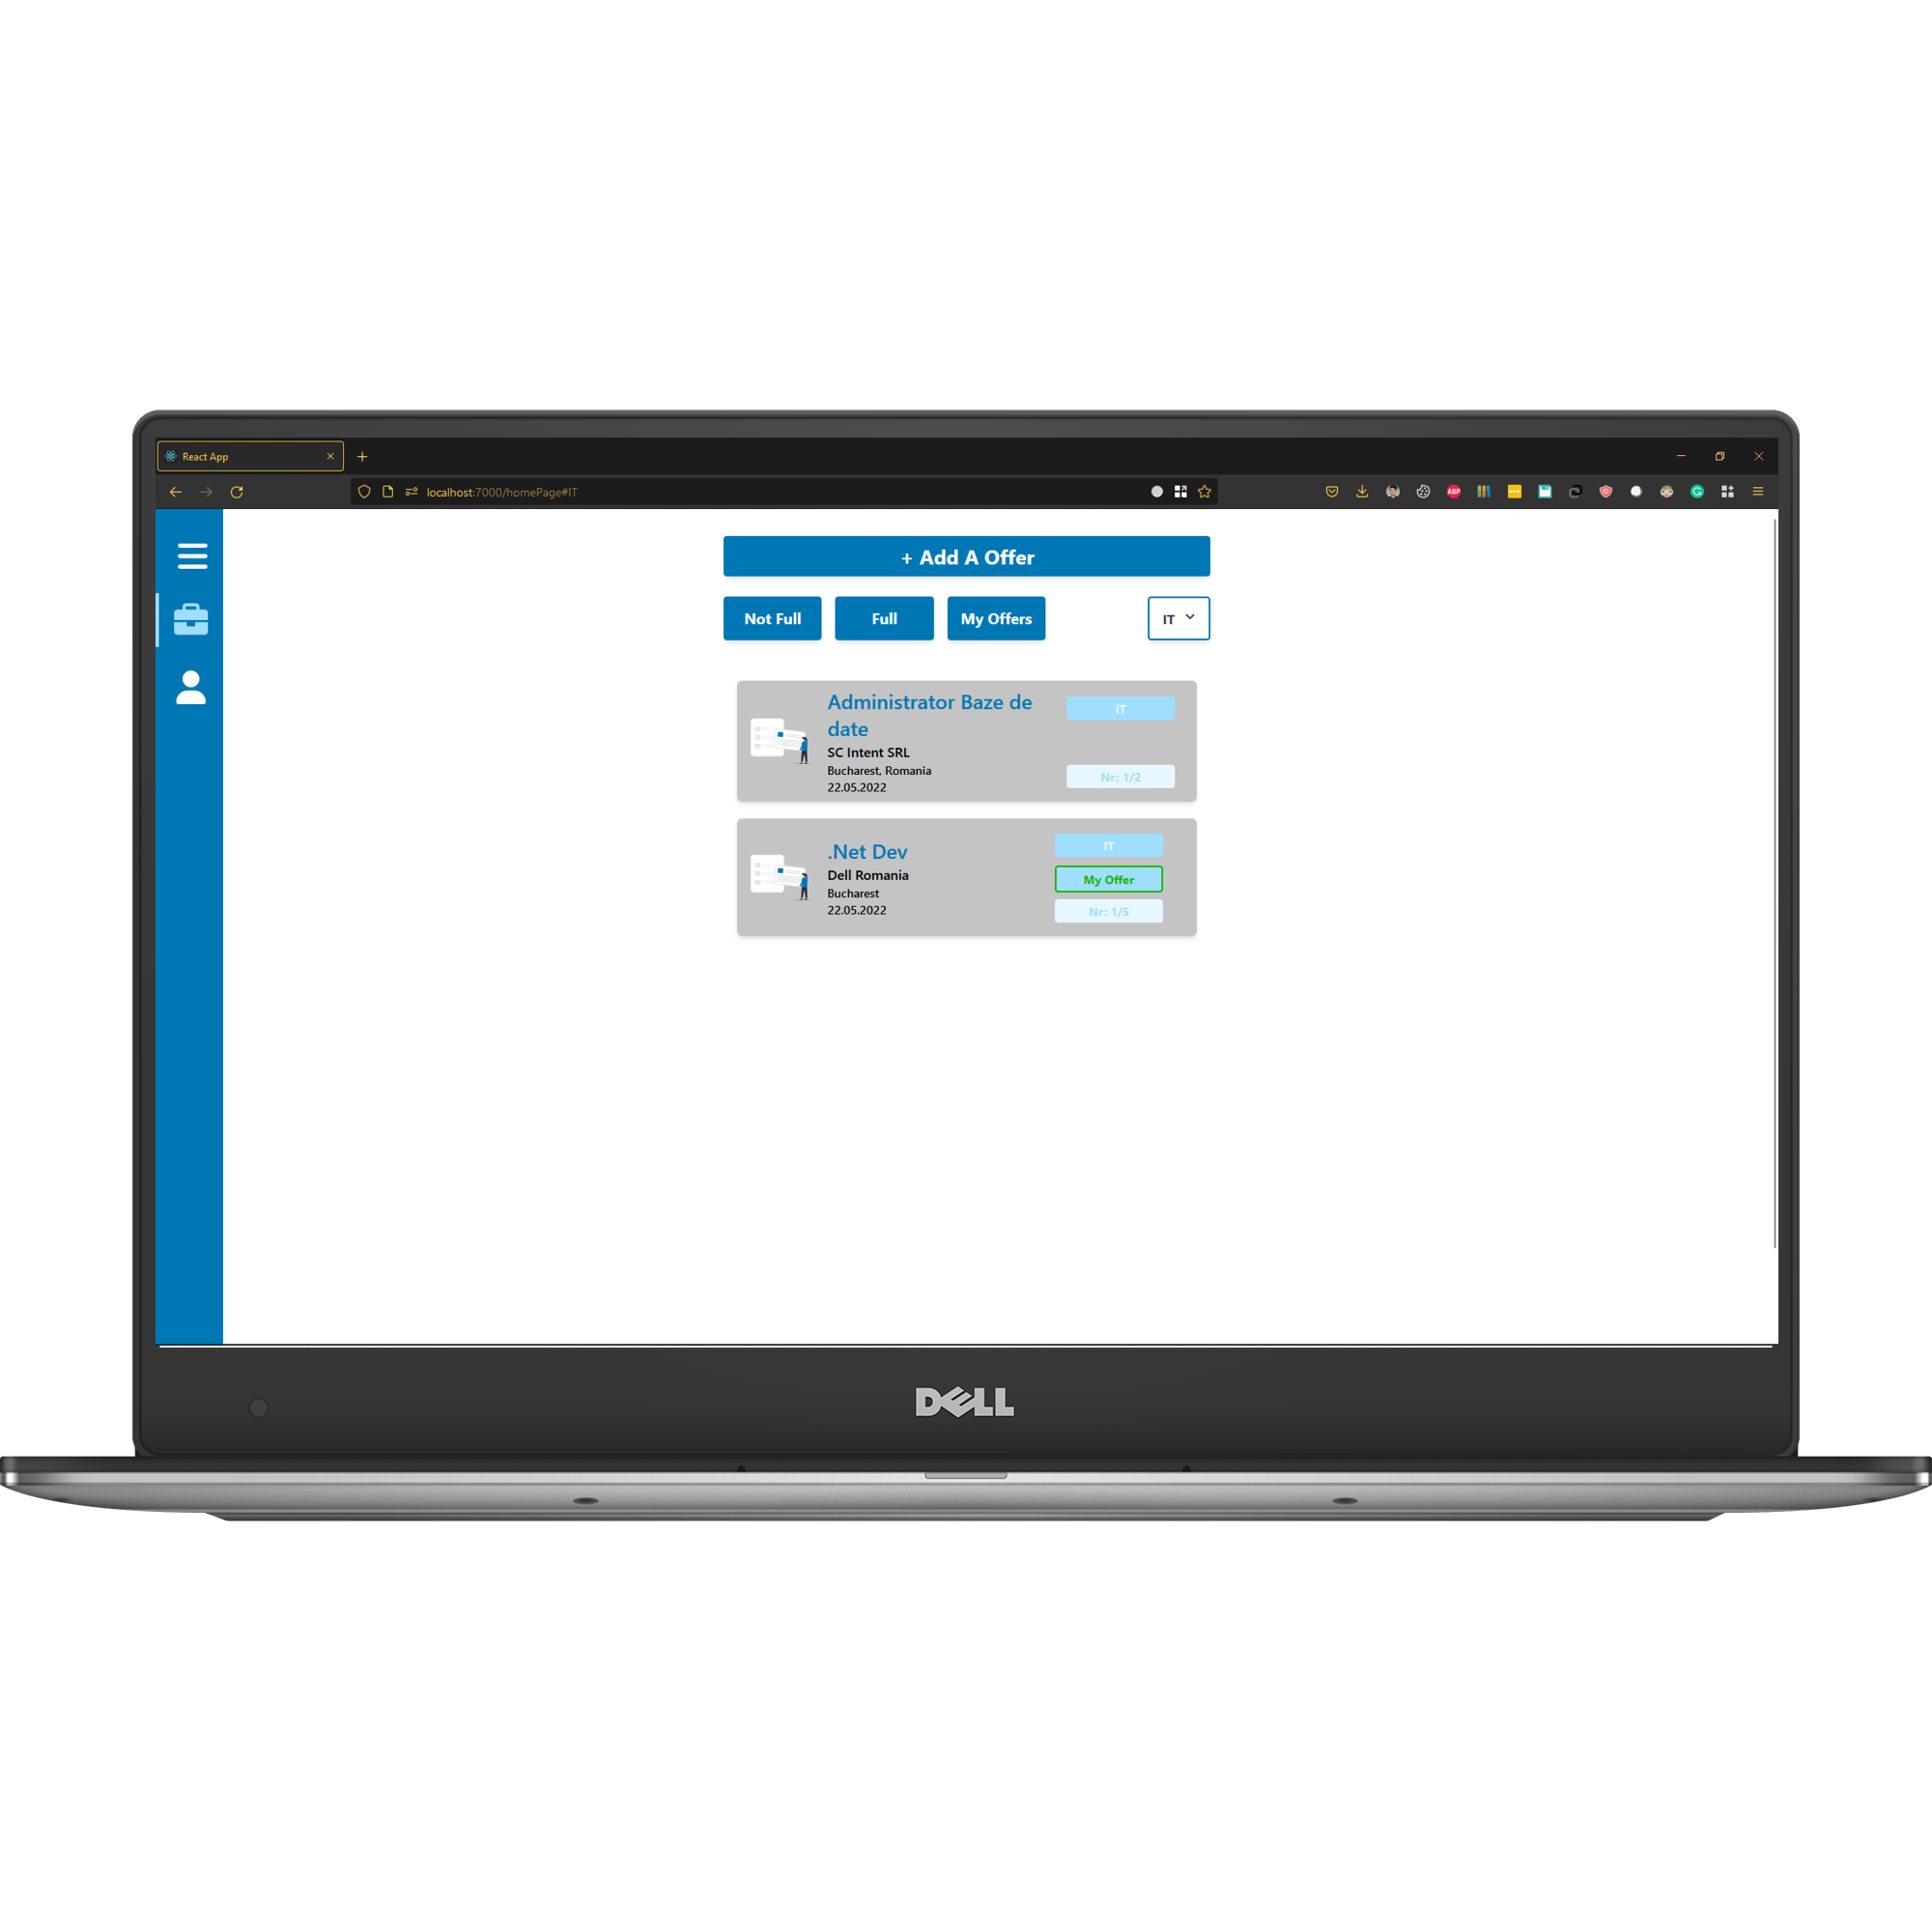 React App
localhost:7000/homePage#IT
ABP
+ Add A Offer
Not Full
Full
My Offers
IT
Administrator Baze de
date
SC Intent SRL
Bucharest, Romania
22.05.2022
IT
Nr: 1/2
.Net Dev
Dell Romania
Bucharest
22.05.2022
IT
My Offer
Nr: 1/5
DELL